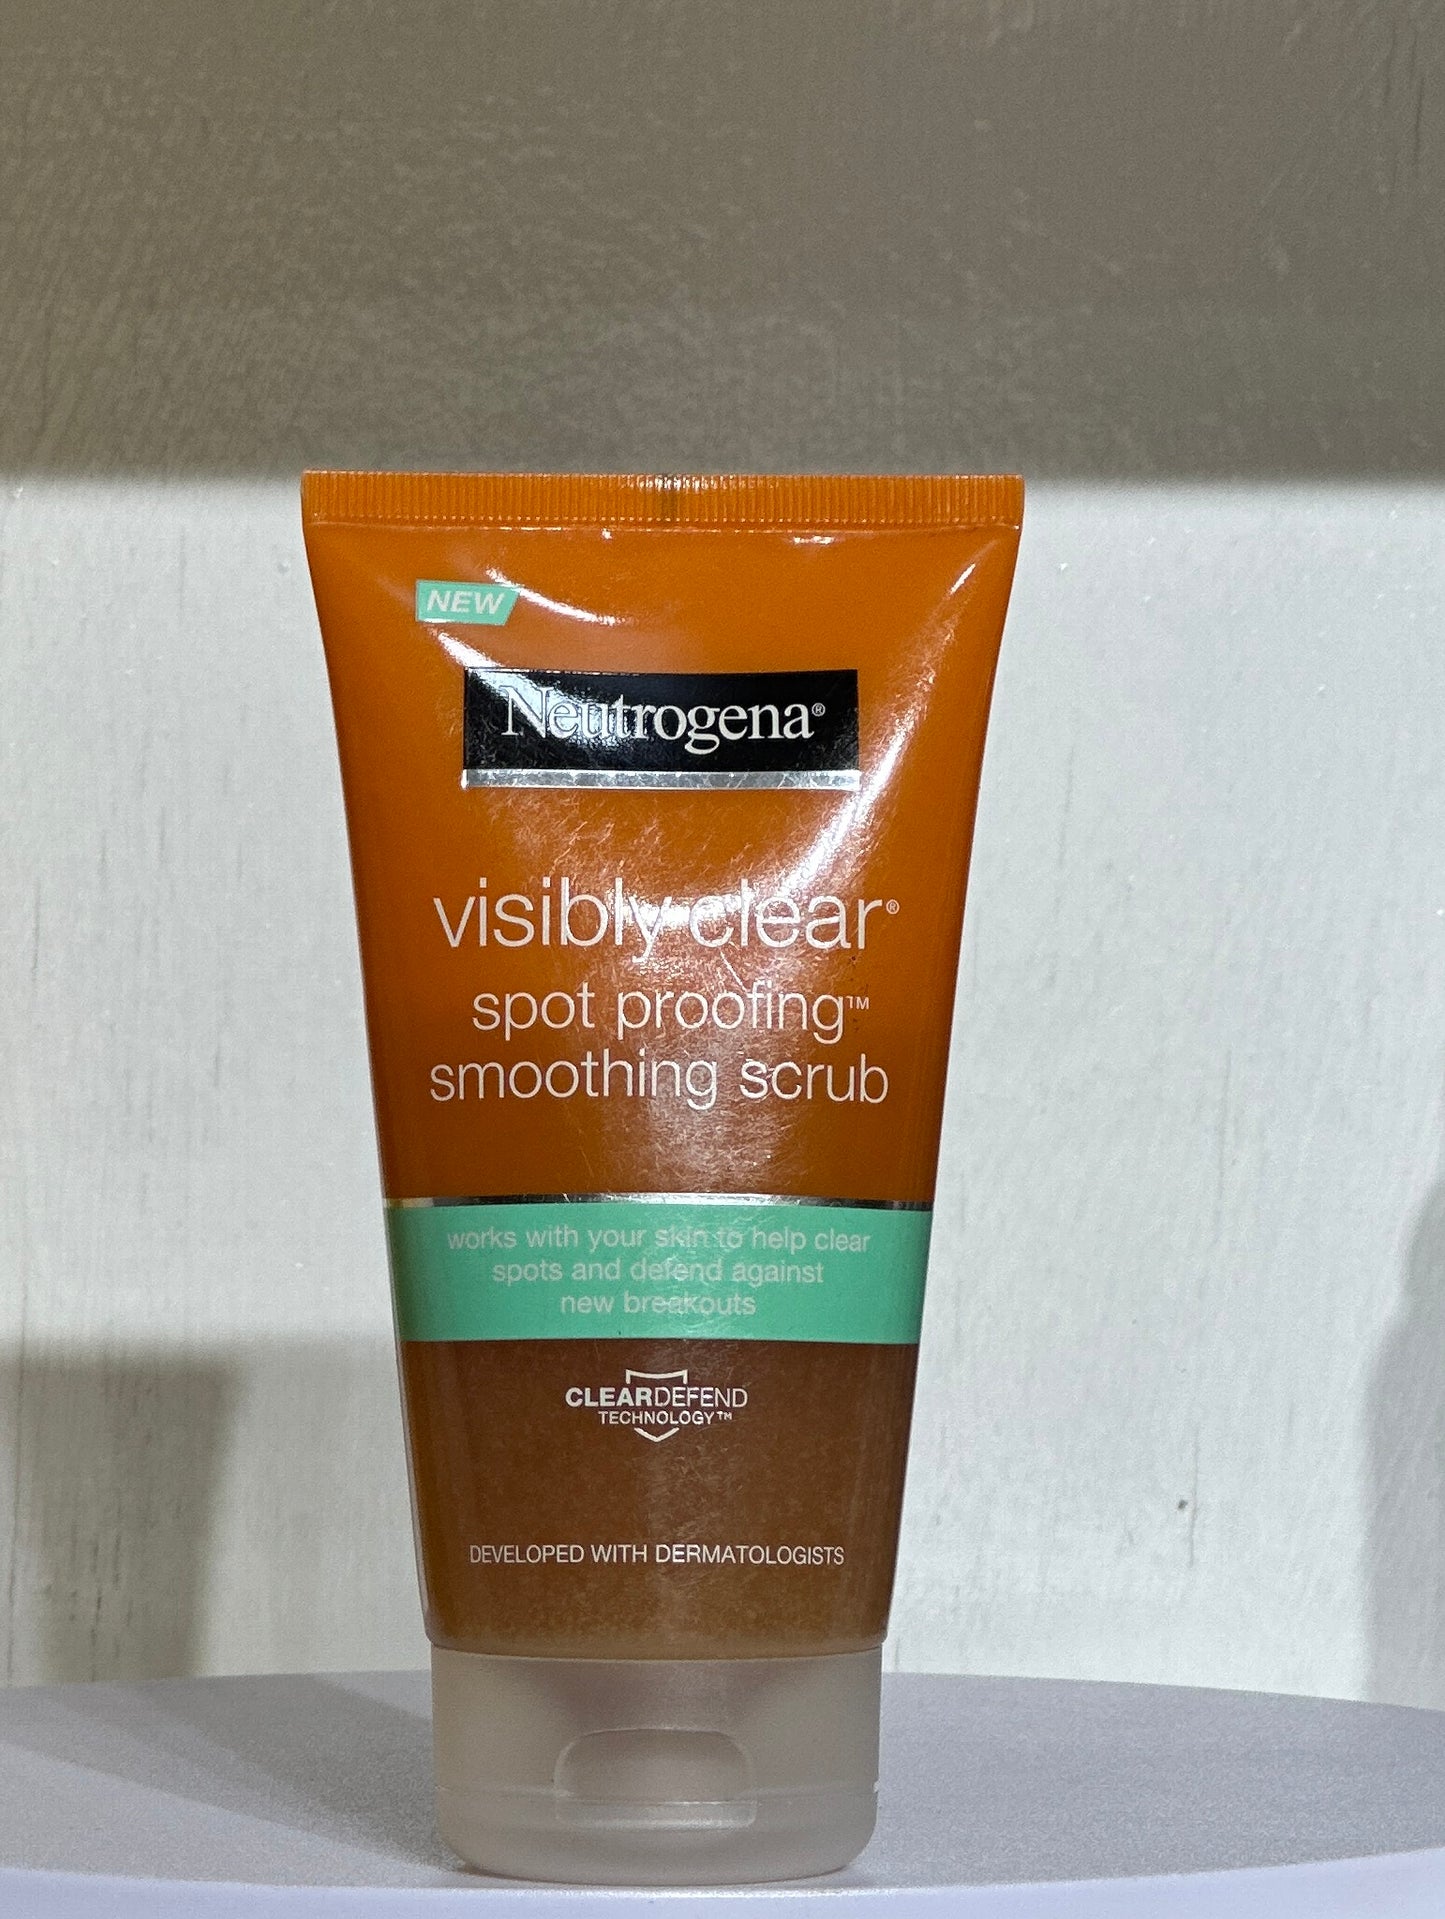 NEW
Neutrogena®
visibly clear®
spot proofing™
smoothing scrub
works with your skin to help clear
spots and defend against
new breakouts
CLEARDEFEND
TECHNOLOGY™
DEVELOPED WITH DERMATOLOGISTS